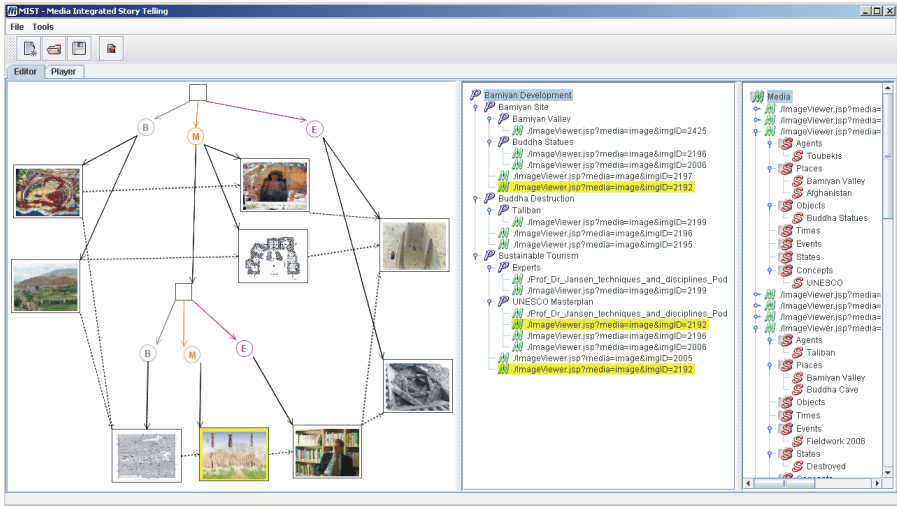 MIST - Media Integrated Story Telling
File Tools
Editor Player
B
M
E
B
M
E
Bamiyan Development
Bamiyan Site
Bamiyan Valley
./ImageViewer.jsp?media=image&imgID=2425
Buddha Statues
./ImageViewer.jsp?media=image&imgID=2196
./ImageViewer.jsp?media=image&imgID=2006
./ImageViewer.jsp?media=image&imgID=2197
./ImageViewer.jsp?media=image&imgID=2192
Buddha Destruction
Taliban
./ImageViewer.jsp?media=image&imgID=2199
./ImageViewer.jsp?media=image&imgID=2196
./ImageViewer.jsp?media=image&imgID=2195
Sustainable Tourism
Experts
./Prof_Dr_Jansen_techniques_and_disciplines_Pod
./ImageViewer.jsp?media=image&imgID=2199
UNESCO Masterplan
./Prof_Dr_Jansen_techniques_and_disciplines_Pod
./ImageViewer.jsp?media=image&imgID=2192
./ImageViewer.jsp?media=image&imgID=2196
./ImageViewer.jsp?media=image&imgID=2006
./ImageViewer.jsp?media=image&imgID=2005
./ImageViewer.jsp?media=image&imgID=2192
Media
./ImageViewer.jsp?media=
./ImageViewer.jsp?media=
./ImageViewer.jsp?media=
Agents
Toubekis
Places
Bamiyan Valley
Afghanistan
Objects
Buddha Statues
Times
Events
States
Concepts
UNESCO
./ImageViewer.jsp?media=
./ImageViewer.jsp?media=
./ImageViewer.jsp?media=
./ImageViewer.jsp?media=
Agents
Taliban
Places
Bamiyan Valley
Buddha Cave
Objects
Times
Events
Fieldwork 2006
States
Destroyed
Concepts